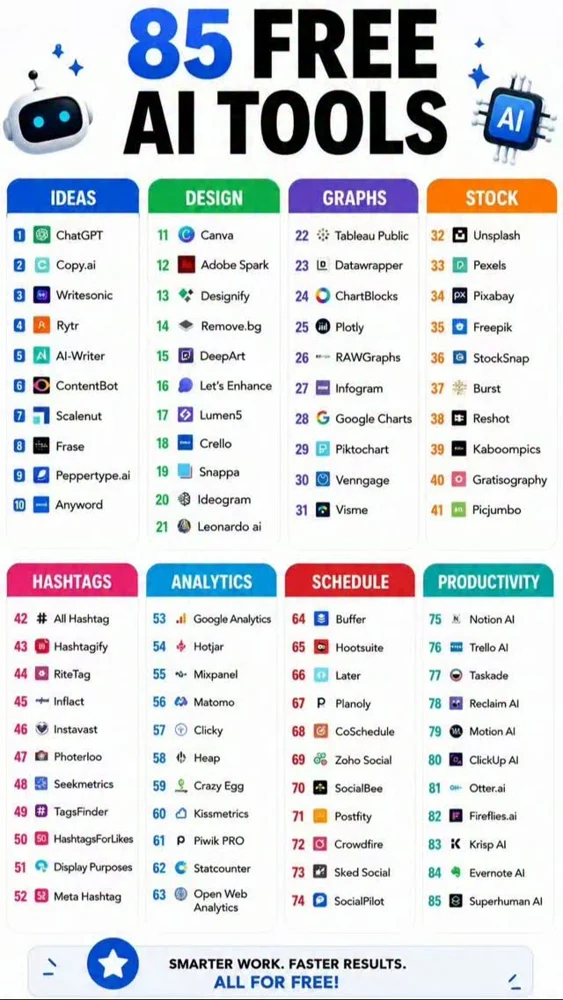 85 FREE
AI TOOLS
AI
IDEAS
1 ChatGPT
2 Copy.ai
3 Writesonic
4 Rytr
5 AI-Writer
6 ContentBot
7 Scalenut
8 Frase
9 Peppertype.ai
10 Anyword
DESIGN
11 Canva
12 Adobe Spark
13 Designify
14 Remove.bg
15 DeepArt
16 Let's Enhance
17 Lumen5
18 Crello
19 Snappa
20 Ideogram
21 Leonardo ai
GRAPHS
22 Tableau Public
23 Datawrapper
24 ChartBlocks
25 Plotly
26 RAWGraphs
27 Infogram
28 Google Charts
29 Piktochart
30 Venngage
31 Visme
STOCK
32 Unsplash
33 Pexels
34 Pixabay
35 Freepik
36 StockSnap
37 Burst
38 Reshot
39 Kaboompics
40 Gratisography
41 Picjumbo
HASHTAGS
42 # All Hashtag
43 Hashtagify
44 RiteTag
45 Inflact
46 Instavast
47 Photerloo
48 Seekmetrics
49 TagsFinder
50 HashtagsForLikes
51 Display Purposes
52 Meta Hashtag
ANALYTICS
53 Google Analytics
54 Hotjar
55 Mixpanel
56 Matomo
57 Clicky
58 Heap
59 Crazy Egg
60 Kissmetrics
61 Piwik PRO
62 Statcounter
63 Open Web
Analytics
SCHEDULE
64 Buffer
65 Hootsuite
66 Later
67 Planoly
68 CoSchedule
69 Zoho Social
70 SocialBee
71 Postfity
72 Crowdfire
73 Sked Social
74 SocialPilot
PRODUCTIVITY
75 Notion AI
76 Trello AI
77 Taskade
78 Reclaim AI
79 Motion AI
80 ClickUp AI
81 Otter.ai
82 Fireflies.ai
83 Krisp AI
84 Evernote AI
85 Superhuman AI
SMARTER WORK. FASTER RESULTS.
ALL FOR FREE!